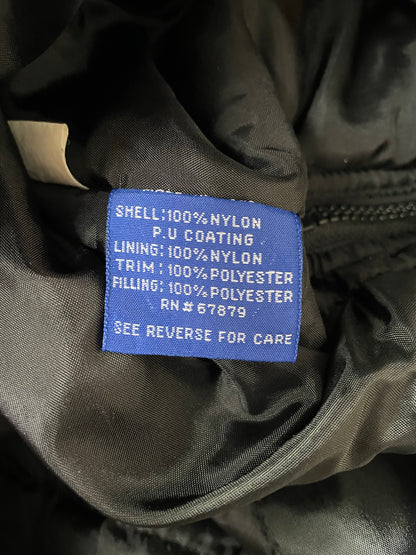 SHELL: 100% NYLON
P.U COATING
LINING: 100% NYLON
TRIM: 100% POLYESTER
FILLING: 100% POLYESTER
RN # 67879
SEE REVERSE FOR CARE